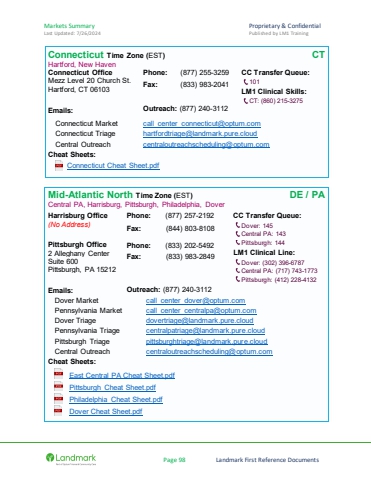 Markets Summary
Proprietary & Confidential
Last Updated: 7/26/2024
Published by LM1 Training
Connecticut Time Zone (EST) CT
Hartford, New Haven
Connecticut Office
Mezz Level 20 Church St.
Hartford, CT 06103
Phone: (877) 255-3259
Fax: (833) 983-2041
Outreach: (877) 240-3112
CC Transfer Queue:
101
LM1 Clinical Skills:
CT: (860) 215-3275
Emails:
Connecticut Market call_center_connecticut@optum.com
Connecticut Triage hartfordtriage@landmark.pure.cloud
Central Outreach centraloutreachscheduling@optum.com
Cheat Sheets:
Connecticut Cheat Sheet.pdf
Mid-Atlantic North Time Zone (EST) DE / PA
Central PA, Harrisburg, Pittsburgh, Philadelphia, Dover
Harrisburg Office
(No Address)
Phone: (877) 257-2192
Fax: (844) 803-8108
Pittsburgh Office
2 Alleghany Center
Suite 600
Pittsburgh, PA 15212
Phone: (833) 202-5492
Fax: (833) 983-2849
CC Transfer Queue:
Dover: 145
Central PA: 143
Pittsburgh: 144
LM1 Clinical Line:
Dover: (302) 396-6787
Central PA: (717) 743-1773
Pittsburgh: (412) 228-4132
Emails:
Outreach: (877) 240-3112
Dover Market call_center_dover@optum.com
Pennsylvania Market call_center_centralpa@optum.com
Dover Triage dovertriage@landmark.pure.cloud
Pennsylvania Triage centralpatriage@landmark.pure.cloud
Pittsburgh Triage pittsburghtriage@landmark.pure.cloud
Central Outreach centraloutreachscheduling@optum.com
Cheat Sheets:
East Central PA Cheat Sheet.pdf
Pittsburgh Cheat Sheet.pdf
Philadelphia Cheat Sheet.pdf
Dover Cheat Sheet.pdf
Landmark
Page 98
Landmark First Reference Documents